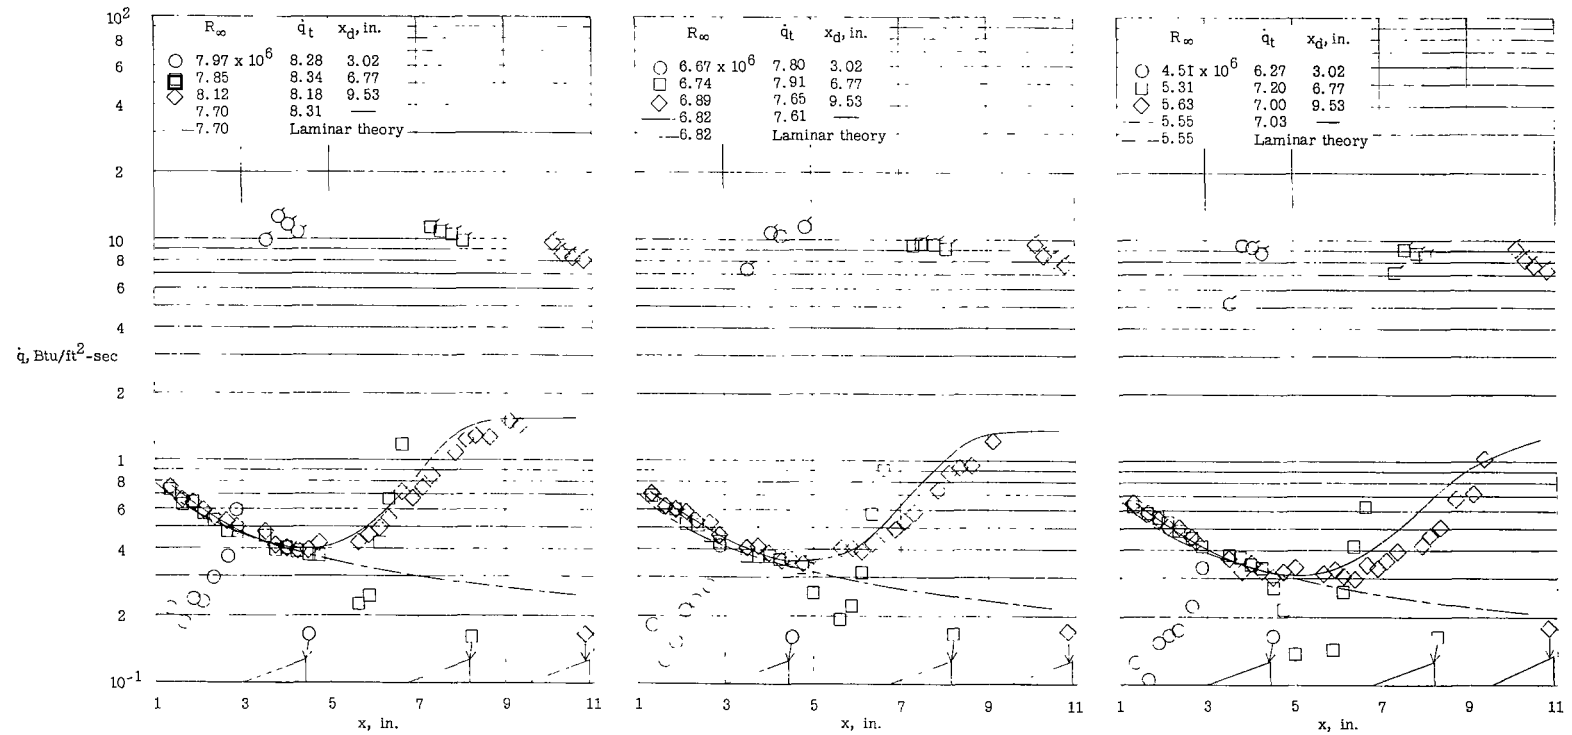 R∞ q̇t xd, in.
7.97 x 10⁶ 8.28 3.02
7.85 8.34 6.77
8.12 8.18 9.53
7.70 8.31 —
7.70 Laminar theory
R∞ q̇t xd, in.
6.67 x 10⁶ 7.80 3.02
6.74 7.91 6.77
6.89 7.65 9.53
6.82 7.61 —
6.82 Laminar theory
R∞ q̇t xd, in.
4.51 x 10⁶ 6.27 3.02
5.31 7.20 6.77
5.63 7.00 9.53
5.55 7.03 —
5.55 Laminar theory
10²
8
6
4
2
10
8
6
4
q̇, Btu/ft²-sec
2
1
8
6
4
2
10⁻¹
1 3 5 7 9 11
x, in.
1 3 5 7 9 11
x, in.
1 3 5 7 9 11
x, in.